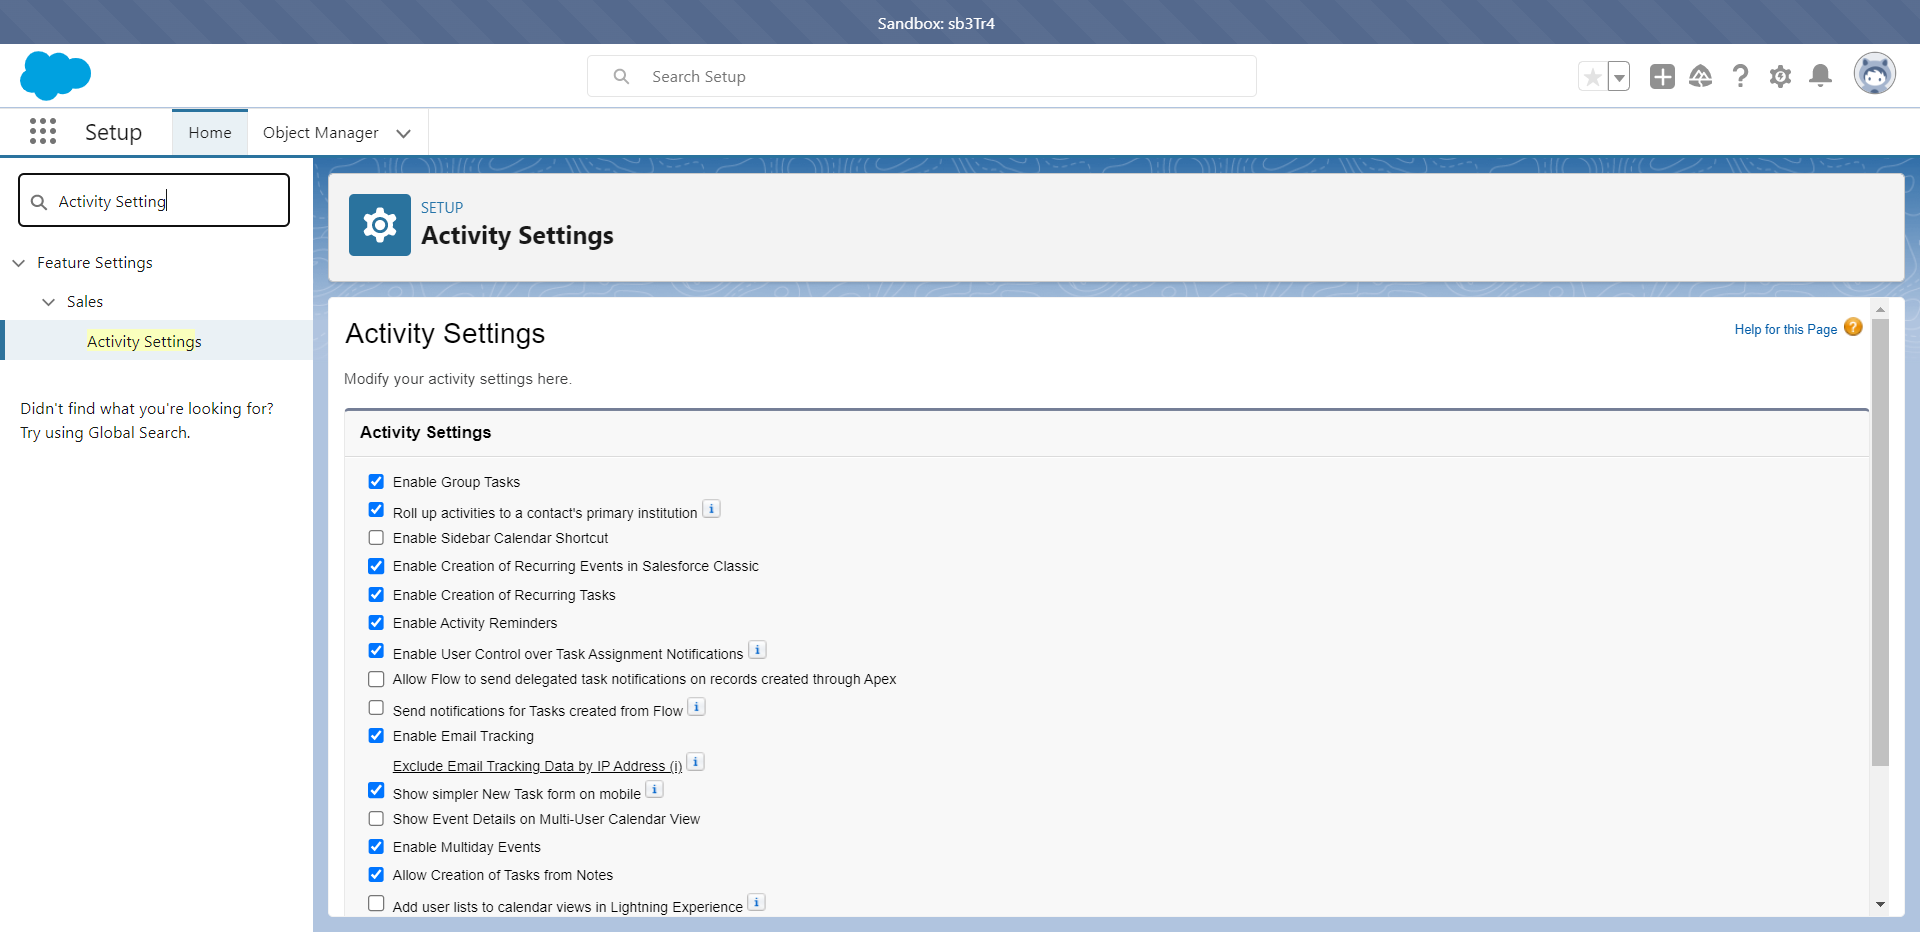 Sandbox: sb3Tr4
Search Setup
Setup
Home
Object Manager
Activity Setting
Feature Settings
Sales
Activity Settings
Didn't find what you're looking for?
Try using Global Search.
SETUP
Activity Settings
Activity Settings
Help for this Page
Modify your activity settings here.
Activity Settings
Enable Group Tasks
Roll up activities to a contact's primary institution
Enable Sidebar Calendar Shortcut
Enable Creation of Recurring Events in Salesforce Classic
Enable Creation of Recurring Tasks
Enable Activity Reminders
Enable User Control over Task Assignment Notifications
Allow Flow to send delegated task notifications on records created through Apex
Send notifications for Tasks created from Flow
Enable Email Tracking
Exclude Email Tracking Data by IP Address (i)
Show simpler New Task form on mobile
Show Event Details on Multi-User Calendar View
Enable Multiday Events
Allow Creation of Tasks from Notes
Add user lists to calendar views in Lightning Experience